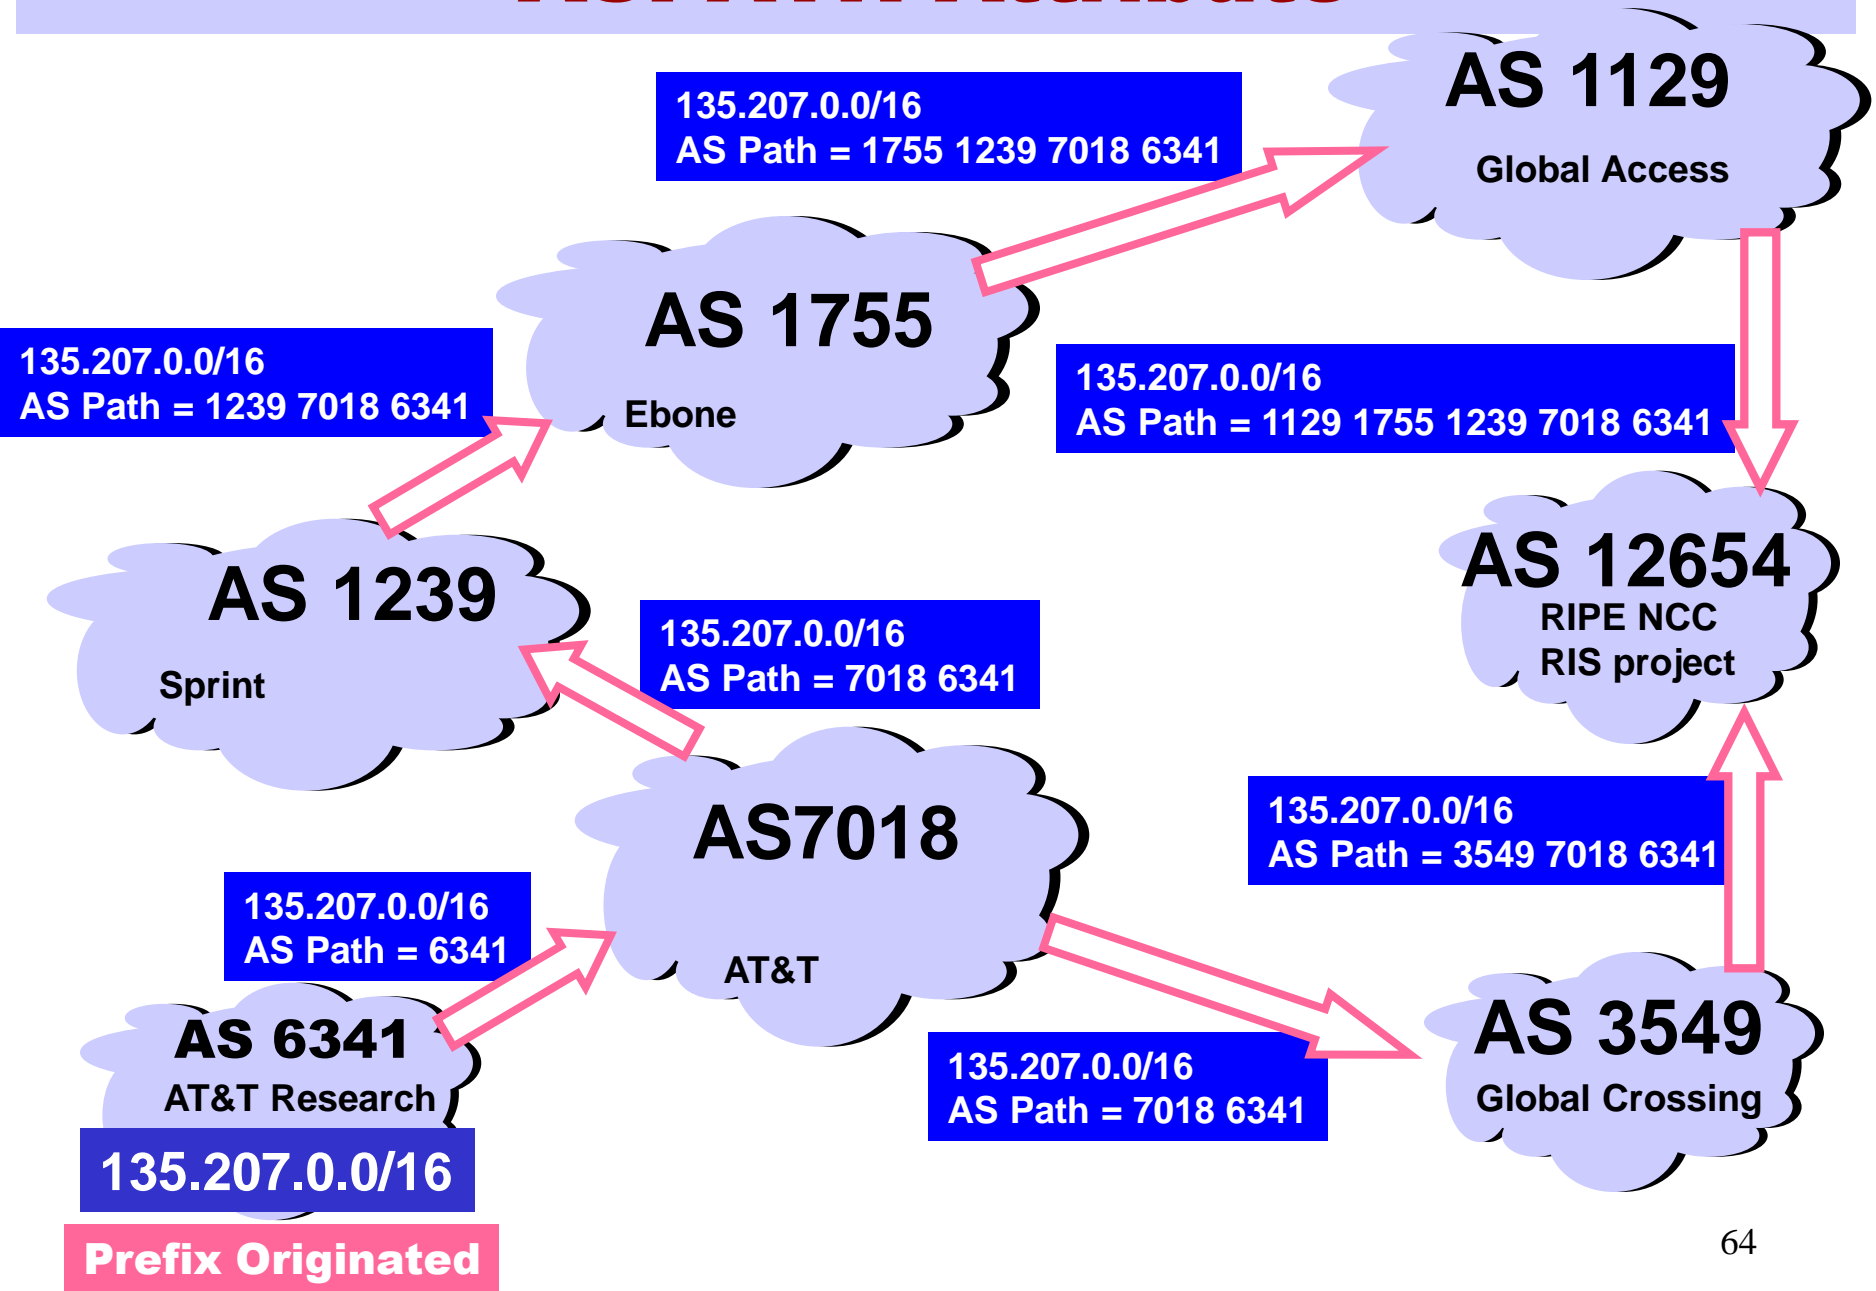 135.207.0.0/16
AS Path = 1755 1239 7018 6341
AS 1129
Global Access
AS 1755
Ebone
135.207.0.0/16
AS Path = 1239 7018 6341
135.207.0.0/16
AS Path = 1129 1755 1239 7018 6341
AS 1239
Sprint
135.207.0.0/16
AS Path = 7018 6341
AS 12654
RIPE NCC
RIS project
AS7018
AT&T
135.207.0.0/16
AS Path = 3549 7018 6341
135.207.0.0/16
AS Path = 6341
AS 6341
AT&T Research
135.207.0.0/16
Prefix Originated
135.207.0.0/16
AS Path = 7018 6341
AS 3549
Global Crossing
64